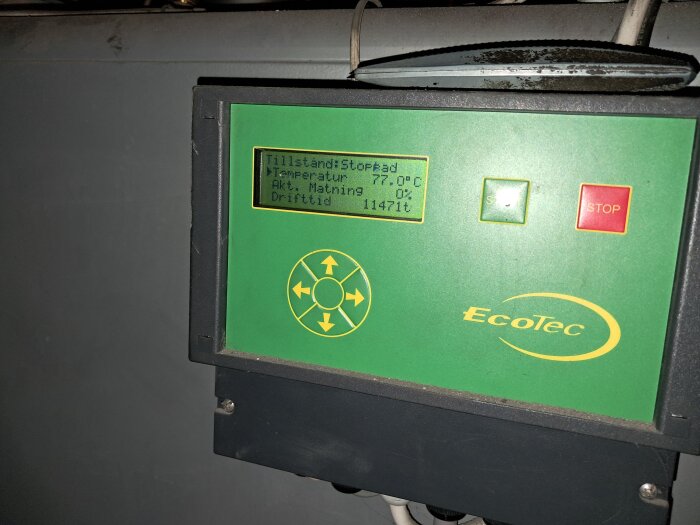 Tillstånd:Stoppad
Temperatur 77.0°C
Akt. Matning 0%
Drifttid 11471t
STOP
EcoTec